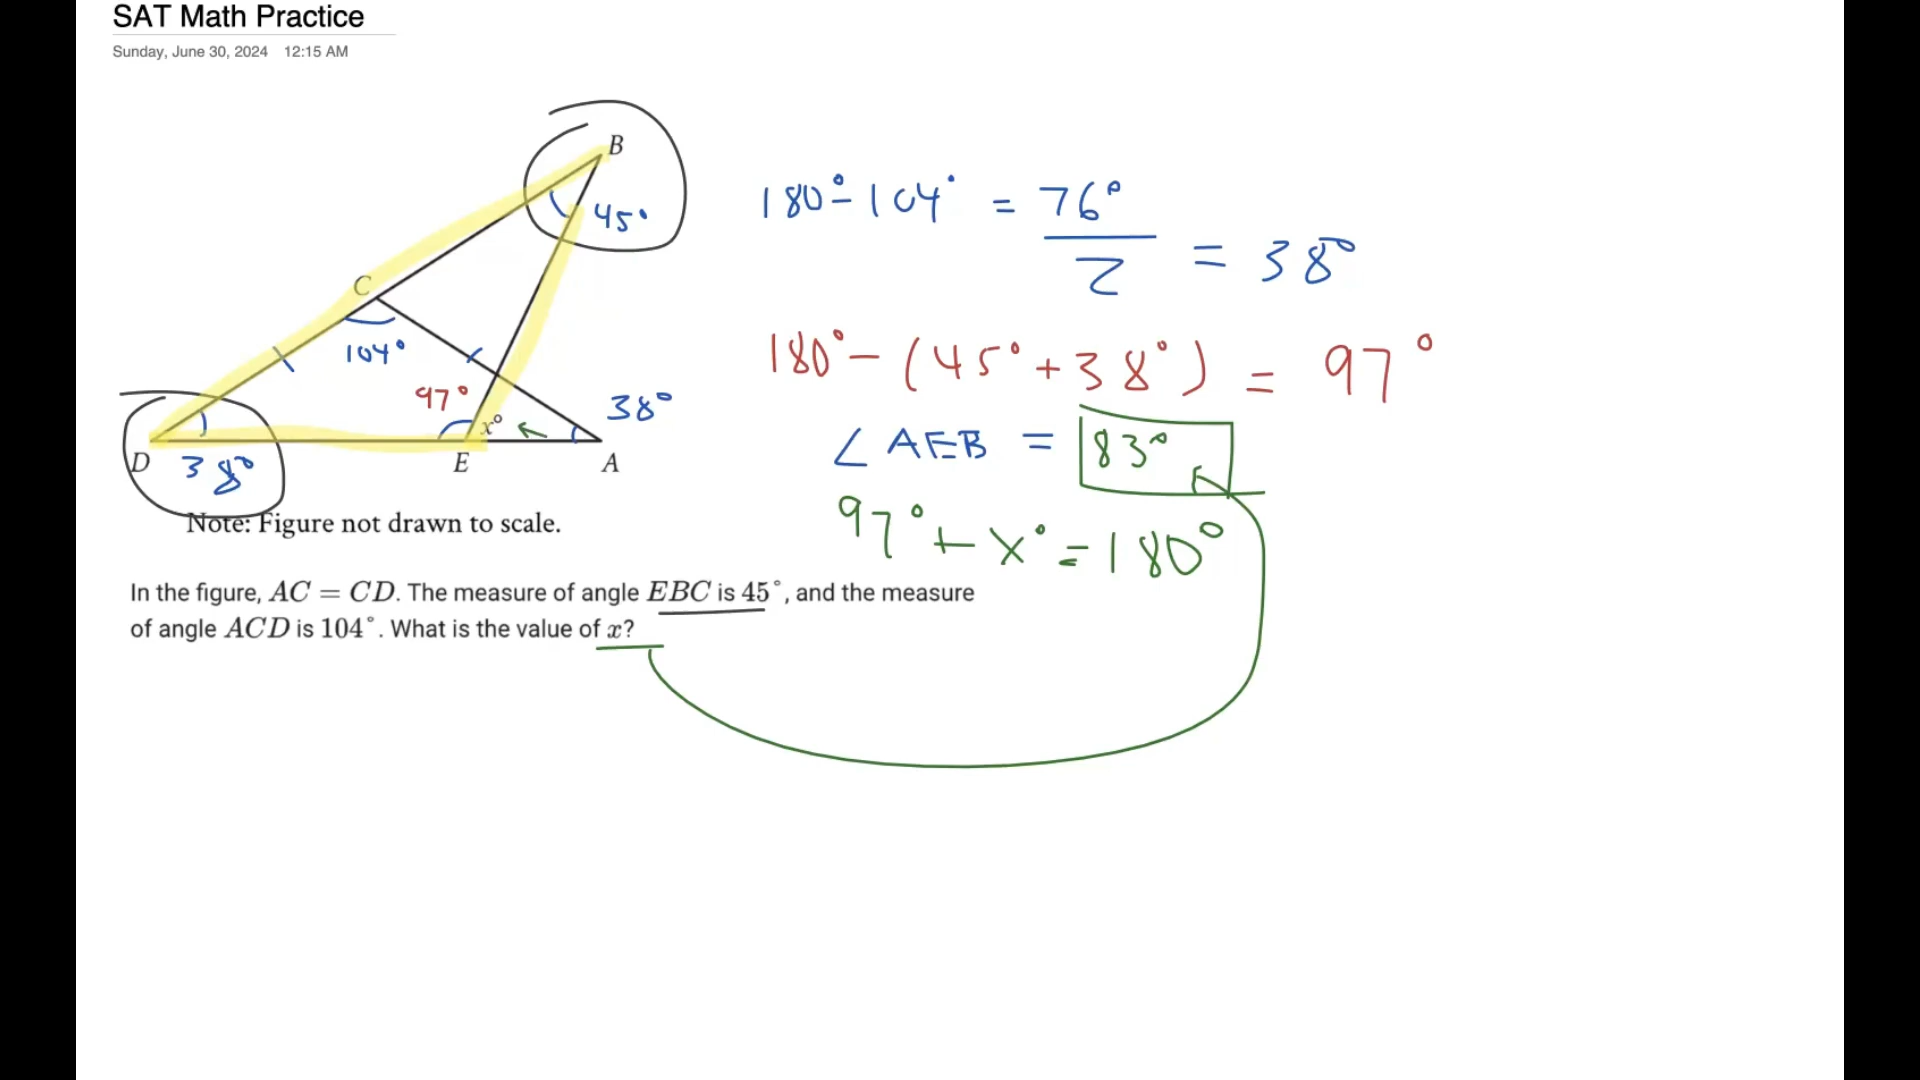 SAT Math Practice
Sunday, June 30, 2024 12:15 AM
B
45°
C
104°
97°
x°
38°
D
38°
E
A
Note: Figure not drawn to scale.
In the figure, AC = CD. The measure of angle EBC is 45°, and the measure
of angle ACD is 104°. What is the value of x?
180° - 104° = 76°
2
= 38°
180° - (45° + 38°) = 97°
∠AEB = 83°
97° + x° = 180°